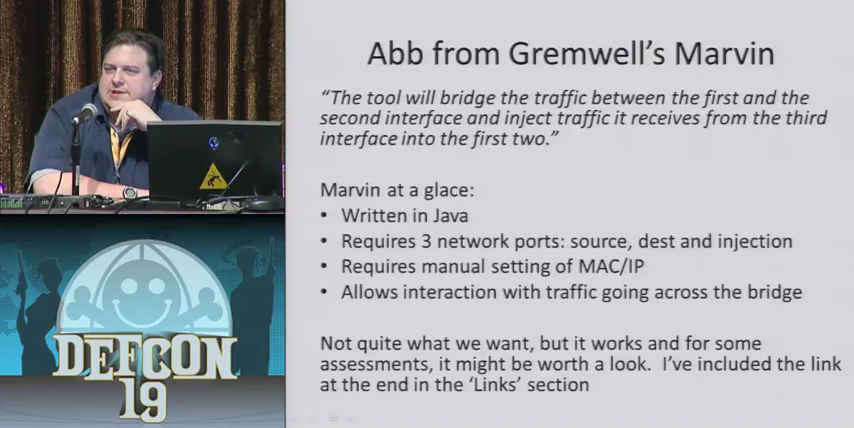 Abb from Gremwell's Marvin
"The tool will bridge the traffic between the first and the
second interface and inject traffic it receives from the third
interface into the first two."
Marvin at a glance:
• Written in Java
• Requires 3 network ports: source, dest and injection
• Requires manual setting of MAC/IP
• Allows interaction with traffic going across the bridge
Not quite what we want, but it works and for some
assessments, it might be worth a look.  I've included the link
at the end in the 'Links' section
DEFCON
19